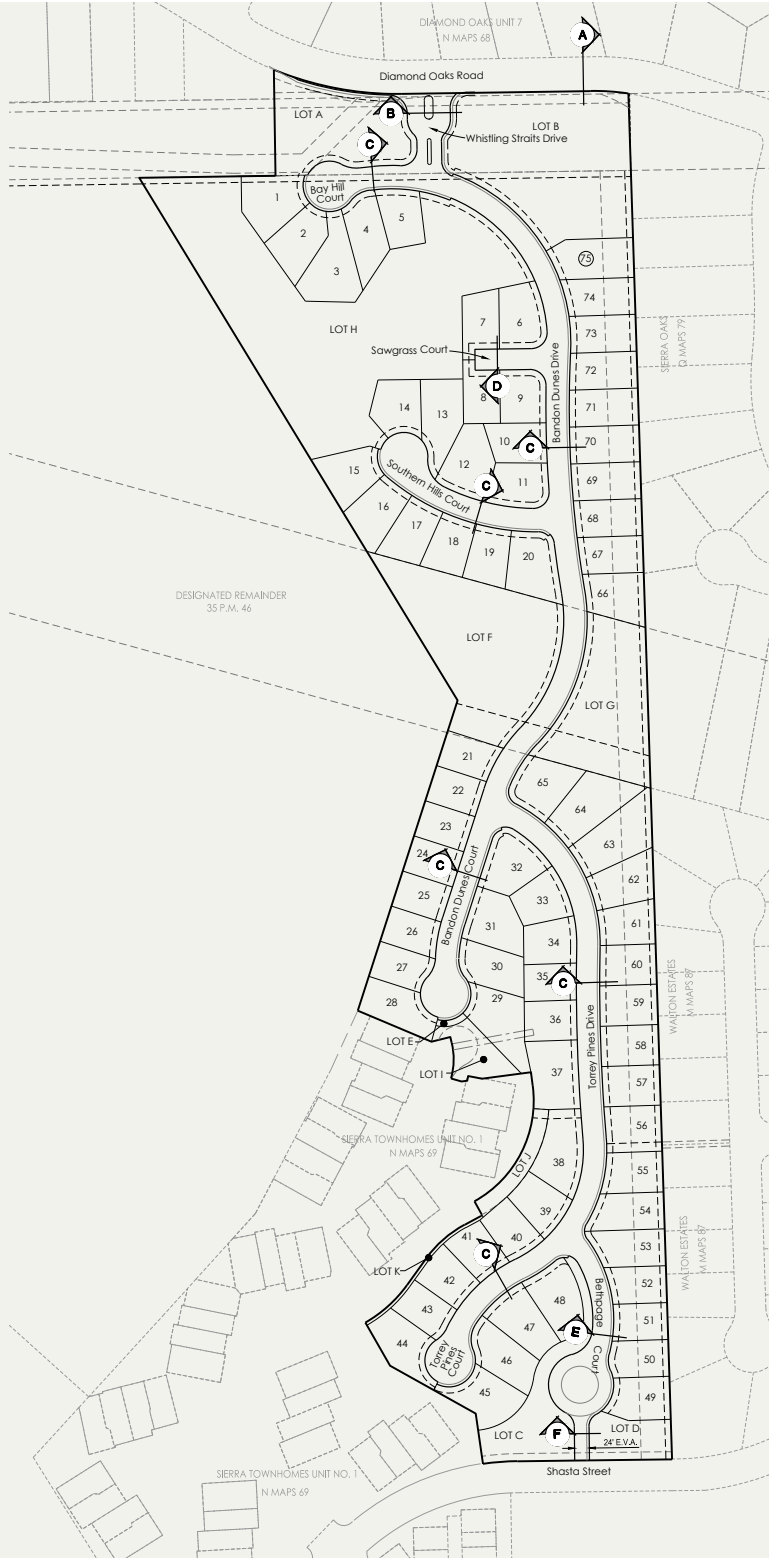 DIAMOND OAKS UNIT 7
N MAPS 68
A
Diamond Oaks Road
LOT A
B
LOT B
Whistling Straits Drive
C
Bay Hill
Court
1
2
3
4
5
75
74
LOT H
7
6
73
SIERRA OAKS
Q MAPS 79
Sawgrass Court
Bandon Dunes Drive
72
D
8
9
71
14
13
10
C
70
15
12
C
11
69
Southern Hills Court
16
17
18
19
20
68
67
66
DESIGNATED REMAINDER
35 P.M. 46
LOT F
LOT G
21
22
23
24
C
25
26
27
28
65
64
63
62
Bandon Dunes Court
32
33
31
34
30
35
C
29
36
37
61
60
59
58
57
56
55
54
53
52
51
50
49
WALTON ESTATES
M MAPS 87
Torrey Pines Drive
LOT E
LOT I
SIERRA TOWNHOMES UNIT NO. 1
N MAPS 69
LOT J
38
39
40
41
C
42
43
44
LOT K
WALTON ESTATES
M MAPS 87
Bethpage
Court
48
47
46
45
E
Torrey
Pines
Court
LOT C
F
LOT D
24' E.V.A.
Shasta Street
SIERRA TOWNHOMES UNIT NO. 1
N MAPS 69